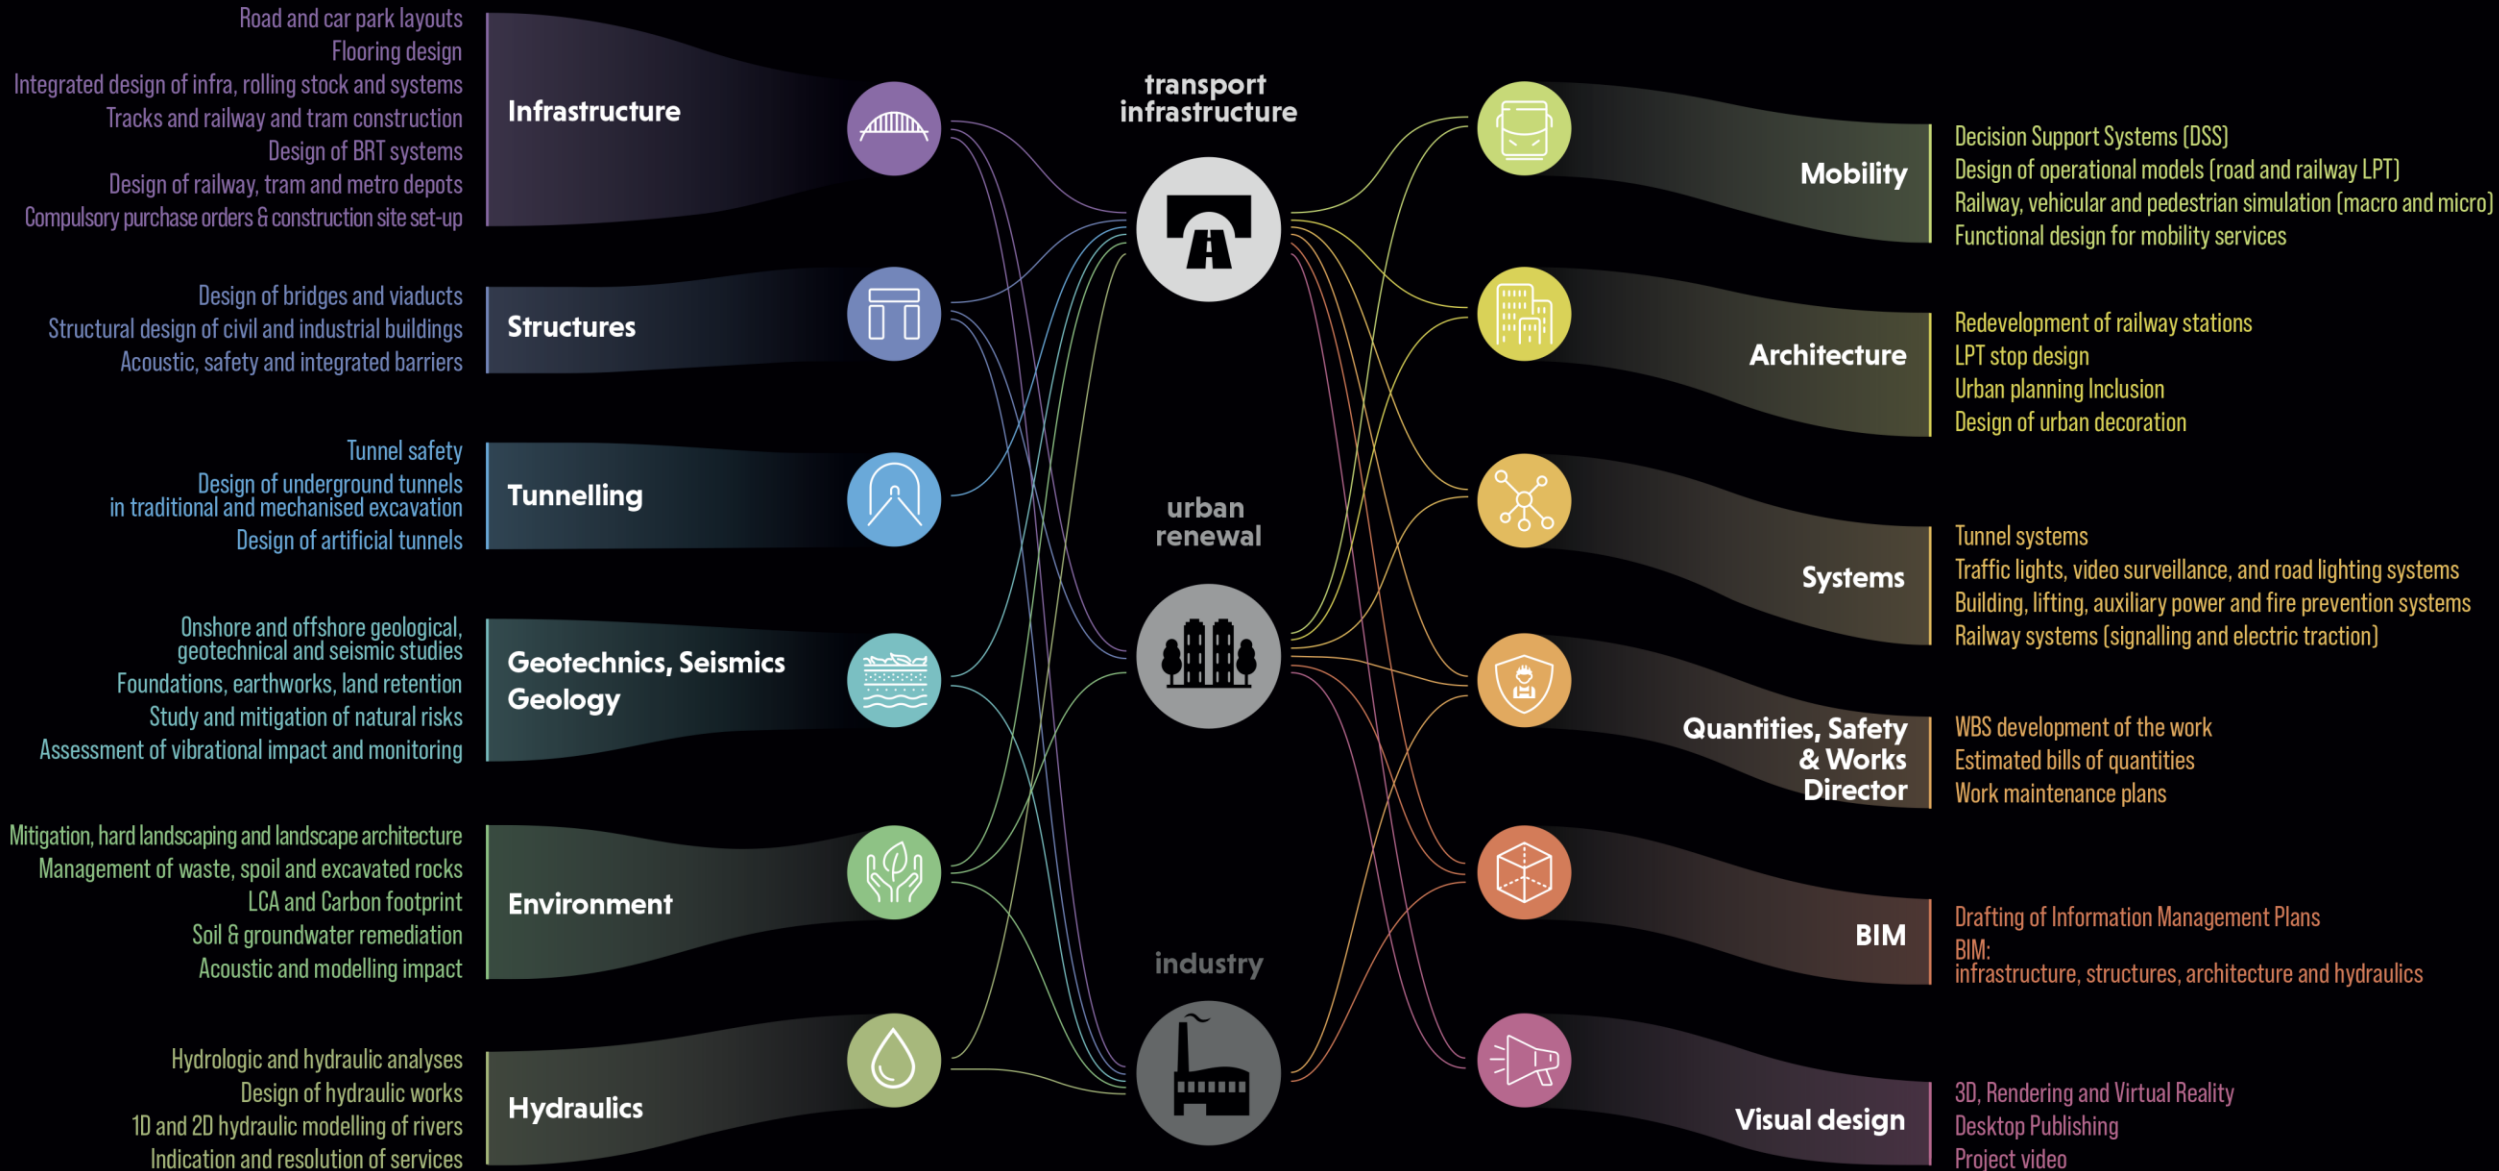 Road and car park layouts
Flooring design
Integrated design of infra, rolling stock and systems
Tracks and railway and tram construction
Design of BRT systems
Design of railway, tram and metro depots
Compulsory purchase orders & construction site set-up
Infrastructure
Design of bridges and viaducts
Structural design of civil and industrial buildings
Acoustic, safety and integrated barriers
Structures
Tunnel safety
Design of underground tunnels
in traditional and mechanised excavation
Design of artificial tunnels
Tunnelling
Onshore and offshore geological,
geotechnical and seismic studies
Foundations, earthworks, land retention
Study and mitigation of natural risks
Assessment of vibrational impact and monitoring
Geotechnics, Seismics
Geology
Mitigation, hard landscaping and landscape architecture
Management of waste, spoil and excavated rocks
LCA and Carbon footprint
Soil & groundwater remediation
Acoustic and modelling impact
Environment
Hydrologic and hydraulic analyses
Design of hydraulic works
1D and 2D hydraulic modelling of rivers
Indication and resolution of services
Hydraulics
transport
infrastructure
urban
renewal
industry
Mobility
Decision Support Systems (DSS)
Design of operational models (road and railway LPT)
Railway, vehicular and pedestrian simulation (macro and micro)
Functional design for mobility services
Architecture
Redevelopment of railway stations
LPT stop design
Urban planning Inclusion
Design of urban decoration
Systems
Tunnel systems
Traffic lights, video surveillance, and road lighting systems
Building, lifting, auxiliary power and fire prevention systems
Railway systems (signalling and electric traction)
Quantities, Safety
& Works
Director
WBS development of the work
Estimated bills of quantities
Work maintenance plans
BIM
Drafting of Information Management Plans
BIM:
infrastructure, structures, architecture and hydraulics
Visual design
3D, Rendering and Virtual Reality
Desktop Publishing
Project video